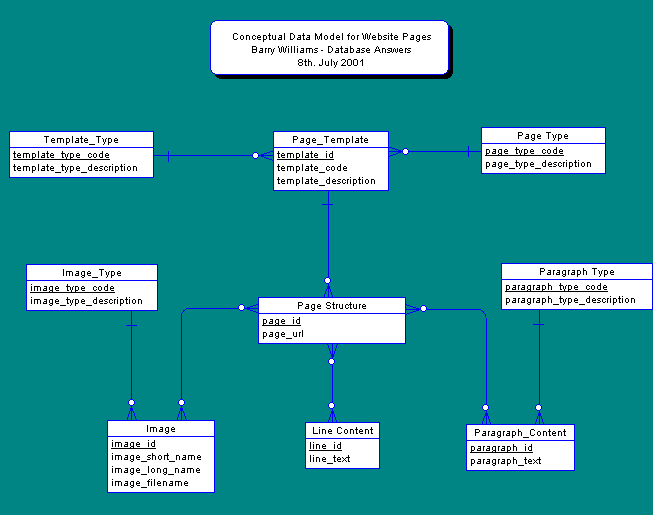 Conceptual Data Model for Website Pages
Barry Williams - Database Answers
8th. July 2001
Template_Type
template_type_code
template_type_description
Page_Template
template_id
template_code
template_description
Page Type
page_type_code
page_type_description
Image_Type
image_type_code
image_type_description
Page Structure
page_id
page_url
Paragraph Type
paragraph_type_code
paragraph_type_description
Image
image_id
image_short_name
image_long_name
image_filename
Line Content
line_id
line_text
Paragraph_Content
paragraph_id
paragraph_text